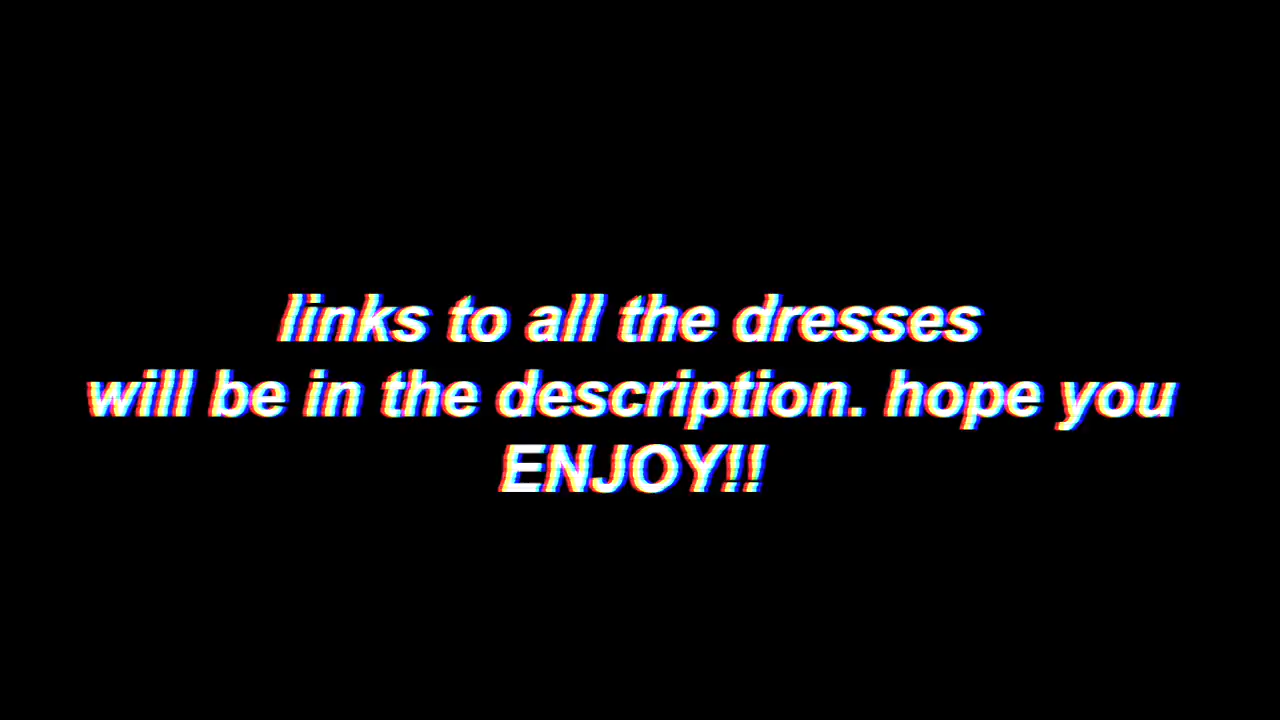 links to all the dresses
will be in the description. hope you
ENJOY!!